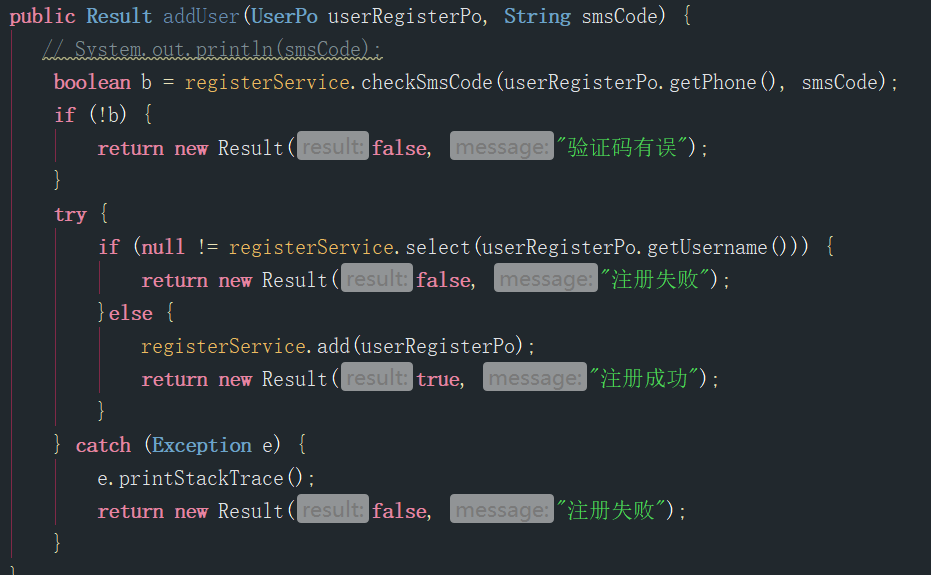 public Result addUser(UserPo userRegisterPo, String smsCode) {
// System.out.println(smsCode);
boolean b = registerService.checkSmsCode(userRegisterPo.getPhone(), smsCode);
if (!b) {
return new Result( result: false, message: "验证码有误");
}
try {
if (null != registerService.select(userRegisterPo.getUsername())) {
return new Result( result: false, message: "注册失败");
}else {
registerService.add(userRegisterPo);
return new Result( result: true, message: "注册成功");
}
} catch (Exception e) {
e.printStackTrace();
return new Result( result: false, message: "注册失败");
}
}